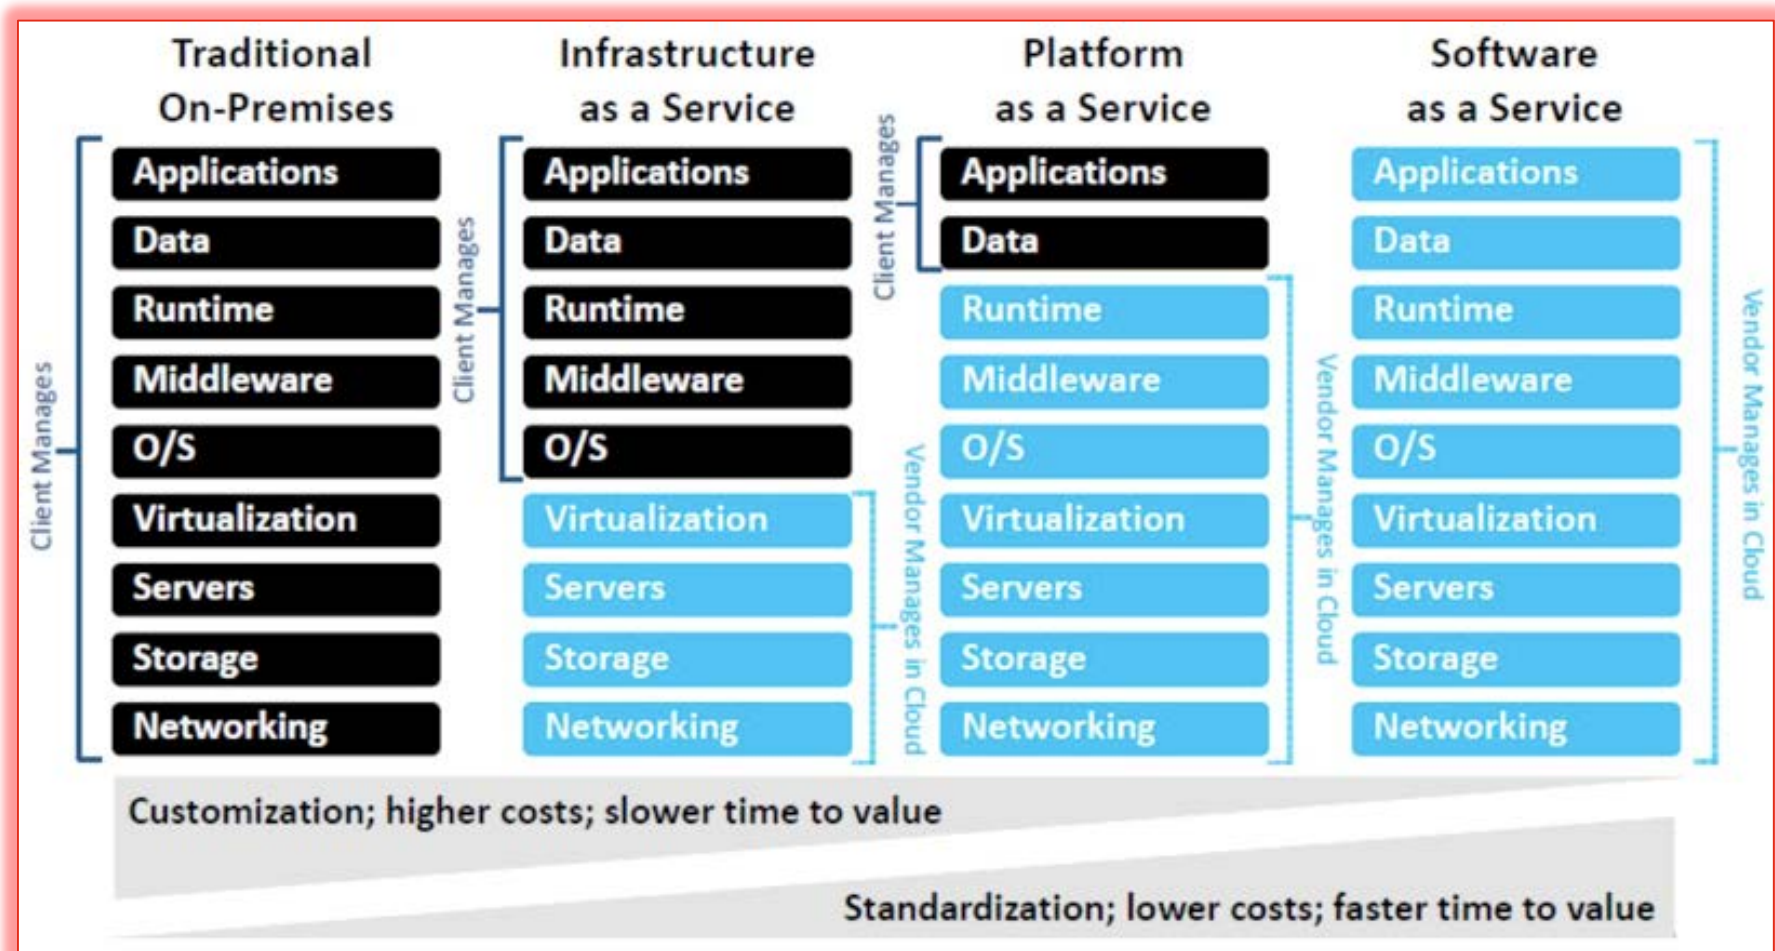 Traditional
On-Premises
Client Manages
Applications
Data
Runtime
Middleware
O/S
Virtualization
Servers
Storage
Networking
Infrastructure
as a Service
Client Manages
Applications
Data
Runtime
Middleware
O/S
Virtualization
Servers
Storage
Networking
Vendor Manages in Cloud
Platform
as a Service
Client Manages
Applications
Data
Runtime
Middleware
O/S
Virtualization
Servers
Storage
Networking
Vendor Manages in Cloud
Software
as a Service
Applications
Data
Runtime
Middleware
O/S
Virtualization
Servers
Storage
Networking
Vendor Manages in Cloud
Customization; higher costs; slower time to value
Standardization; lower costs; faster time to value